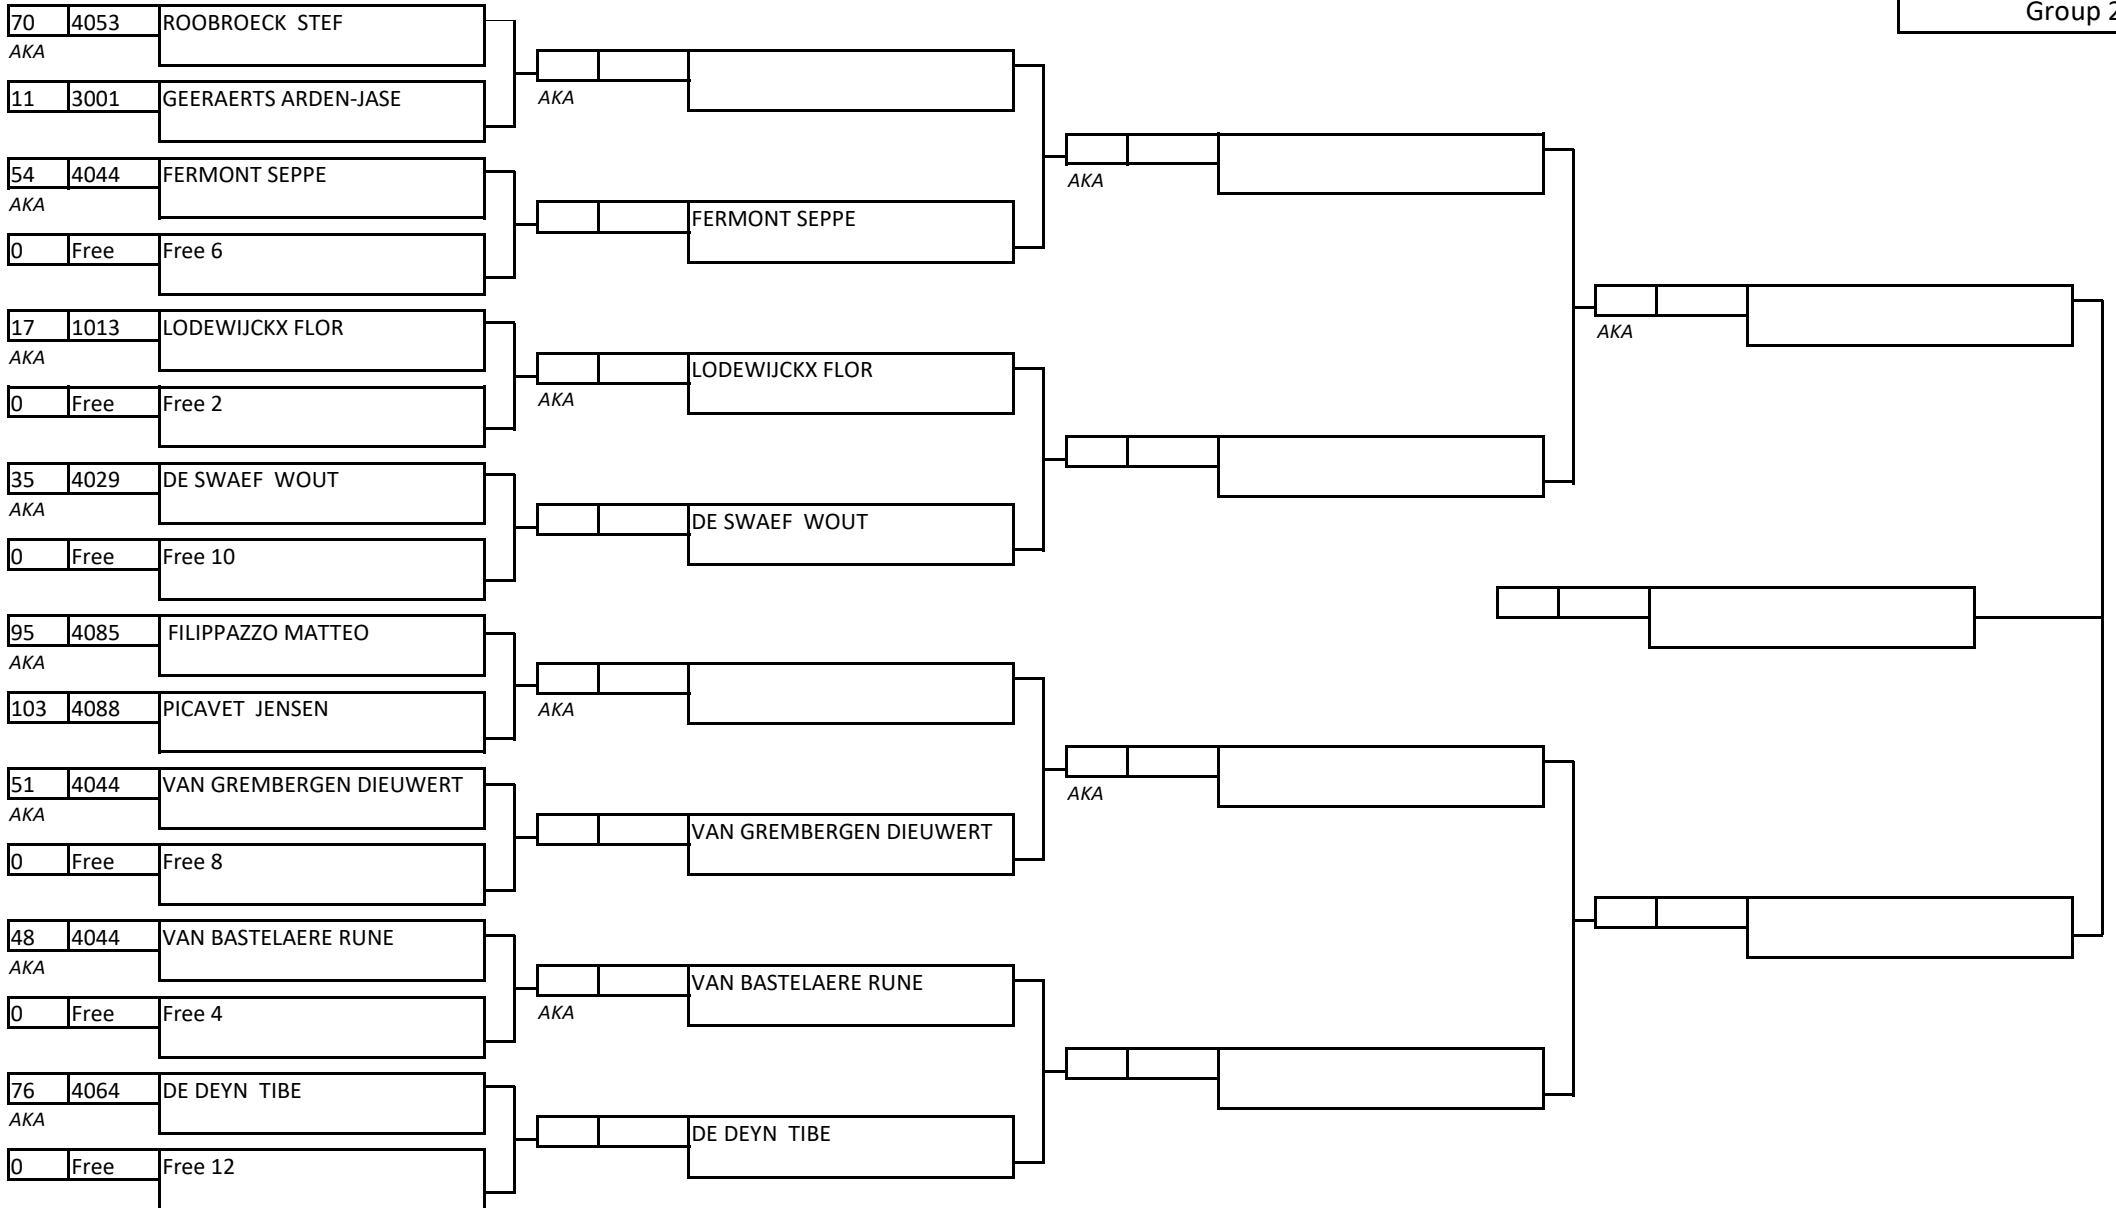 Group 2
70 4053 ROOBROECK  STEF
AKA
11 3001 GEERAERTS ARDEN-JASE
AKA
54 4044 FERMONT SEPPE
AKA
AKA
FERMONT SEPPE
0 Free Free 6
17 1013 LODEWIJCKX FLOR
AKA
AKA
LODEWIJCKX FLOR
AKA
0 Free Free 2
35 4029 DE SWAEF  WOUT
AKA
DE SWAEF  WOUT
0 Free Free 10
95 4085 FILIPPAZZO MATTEO
AKA
103 4088 PICAVET  JENSEN
AKA
51 4044 VAN GREMBERGEN DIEUWERT
AKA
AKA
VAN GREMBERGEN DIEUWERT
0 Free Free 8
48 4044 VAN BASTELAERE RUNE
AKA
VAN BASTELAERE RUNE
0 Free Free 4
AKA
76 4064 DE DEYN  TIBE
AKA
DE DEYN  TIBE
0 Free Free 12